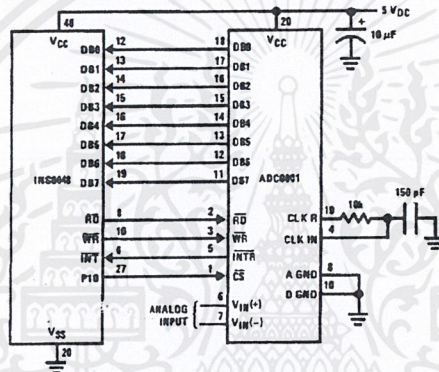 5 VDC
40
20
VCC
VCC
+
10 µF
DB0 12 18 DB0
DB1 13 17 DB1
DB2 14 16 DB2
DB3 15 15 DB3
DB4 16 14 DB4
DB5 17 13 DB5
DB6 18 12 DB6
DB7 19 11 DB7
INS8048
ADC0801
150 pF
10k
RD 8 2 RD
CLK R 19
WR 10 3 WR
CLK IN 4
INT 6 5 INTR
P10 27 1 CS
A GND 8
D GND 10
ANALOG INPUT
6 VIN(+)
7 VIN(−)
VSS
20